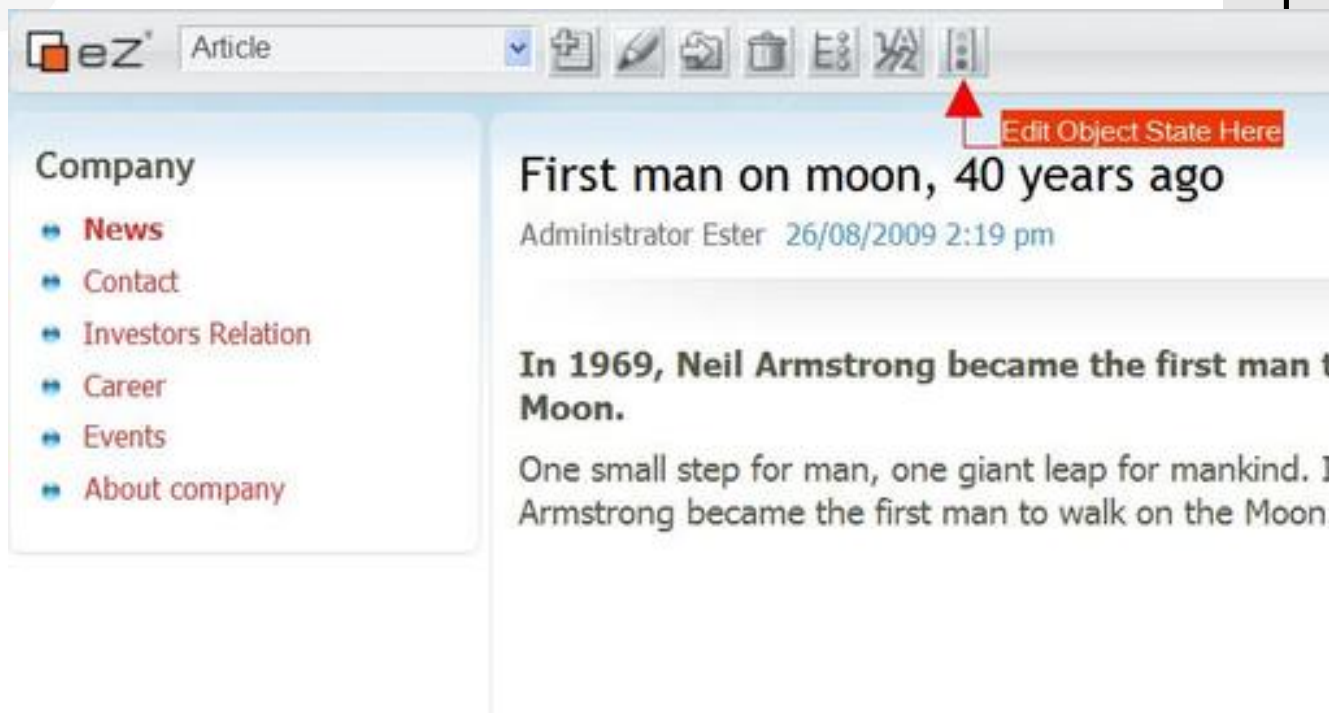 eZ Article
Edit Object State Here
Company
News
Contact
Investors Relation
Career
Events
About company
First man on moon, 40 years ago
Administrator Ester 26/08/2009 2:19 pm
In 1969, Neil Armstrong became the first man
Moon.
One small step for man, one giant leap for mankind.
Armstrong became the first man to walk on the Moon